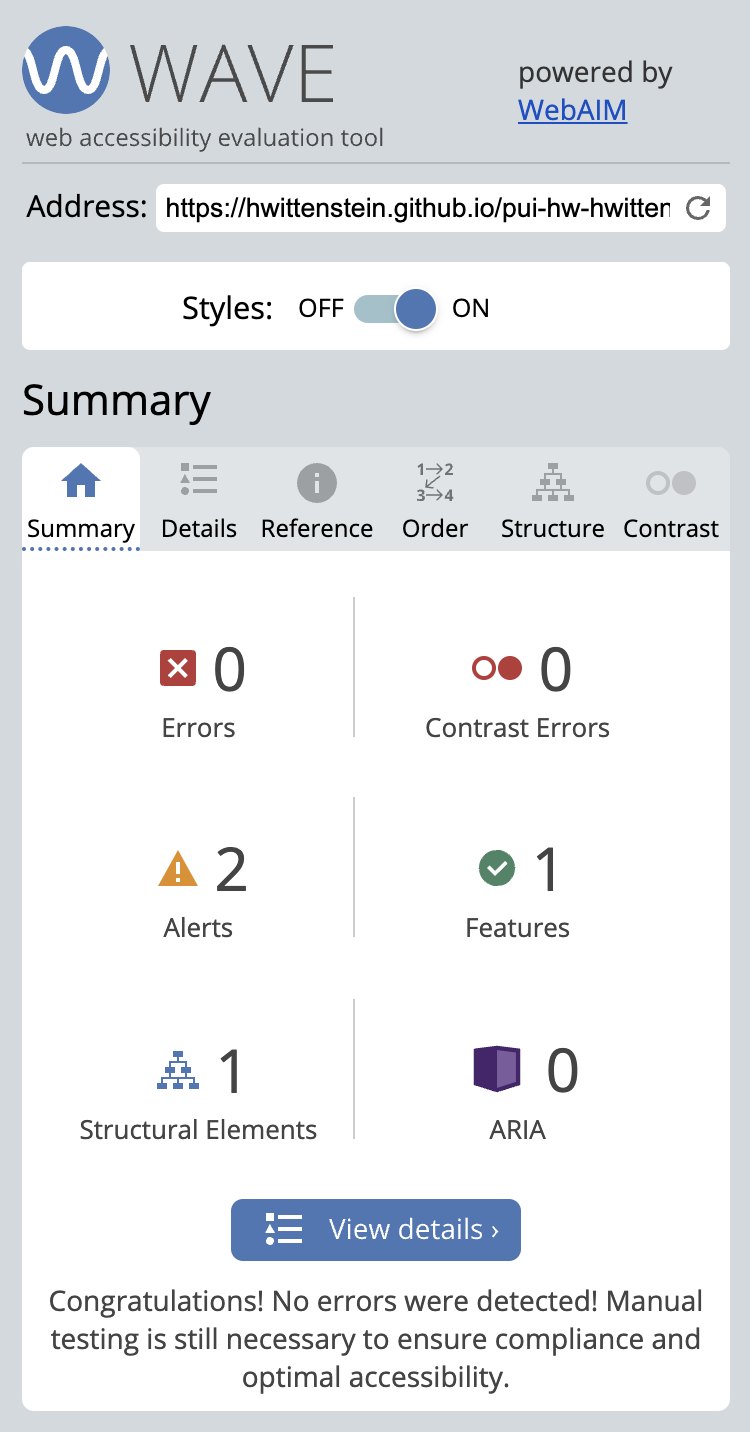 WAVE
powered by
WebAIM
web accessibility evaluation tool
Address: https://hwittenstein.github.io/pui-hw-hwitten
Styles: OFF ON
Summary
1→2
3→4
Summary Details Reference Order Structure Contrast
0 0
Errors Contrast Errors
2 1
Alerts Features
1 0
Structural Elements ARIA
View details ›
Congratulations! No errors were detected! Manual
testing is still necessary to ensure compliance and
optimal accessibility.